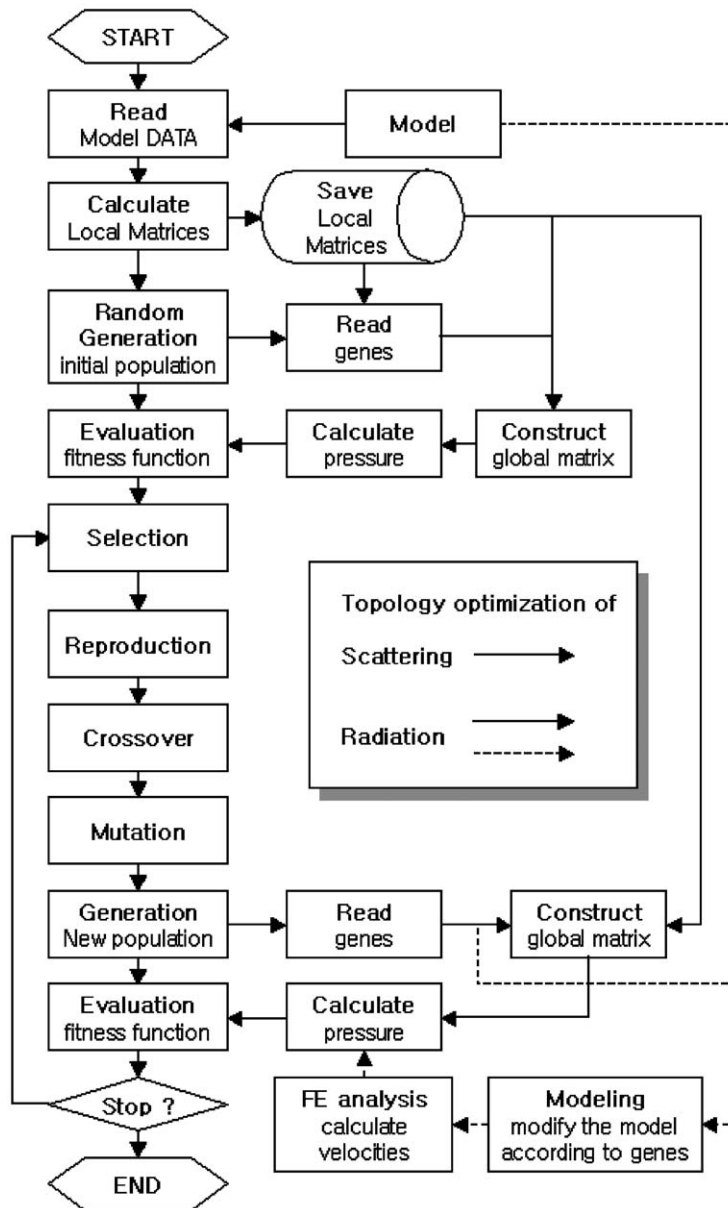 START
Read
Model DATA
Model
Calculate
Local Matrices
Save
Local
Matrices
Random
Generation
initial population
Read
genes
Evaluation
fitness function
Calculate
pressure
Construct
global matrix
Selection
Reproduction
Crossover
Mutation
Topology optimization of
Scattering
Radiation
Generation
New population
Read
genes
Construct
global matrix
Evaluation
fitness function
Calculate
pressure
Stop ?
FE analysis
calculate
velocities
Modeling
modify the model
according to genes
END